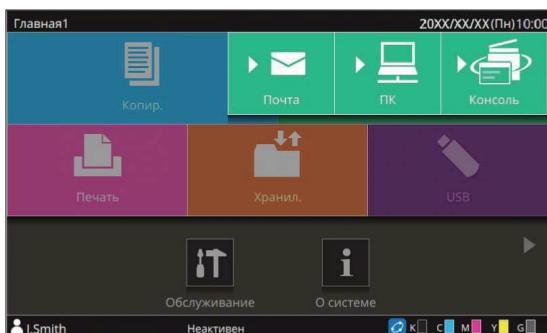 Главная1 20XX/XX/XX(Пн)10:00
Копир. Почта ПК Консоль
Печать Хранил. USB
Обслуживание О системе
I.Smith Неактивен K C M Y G